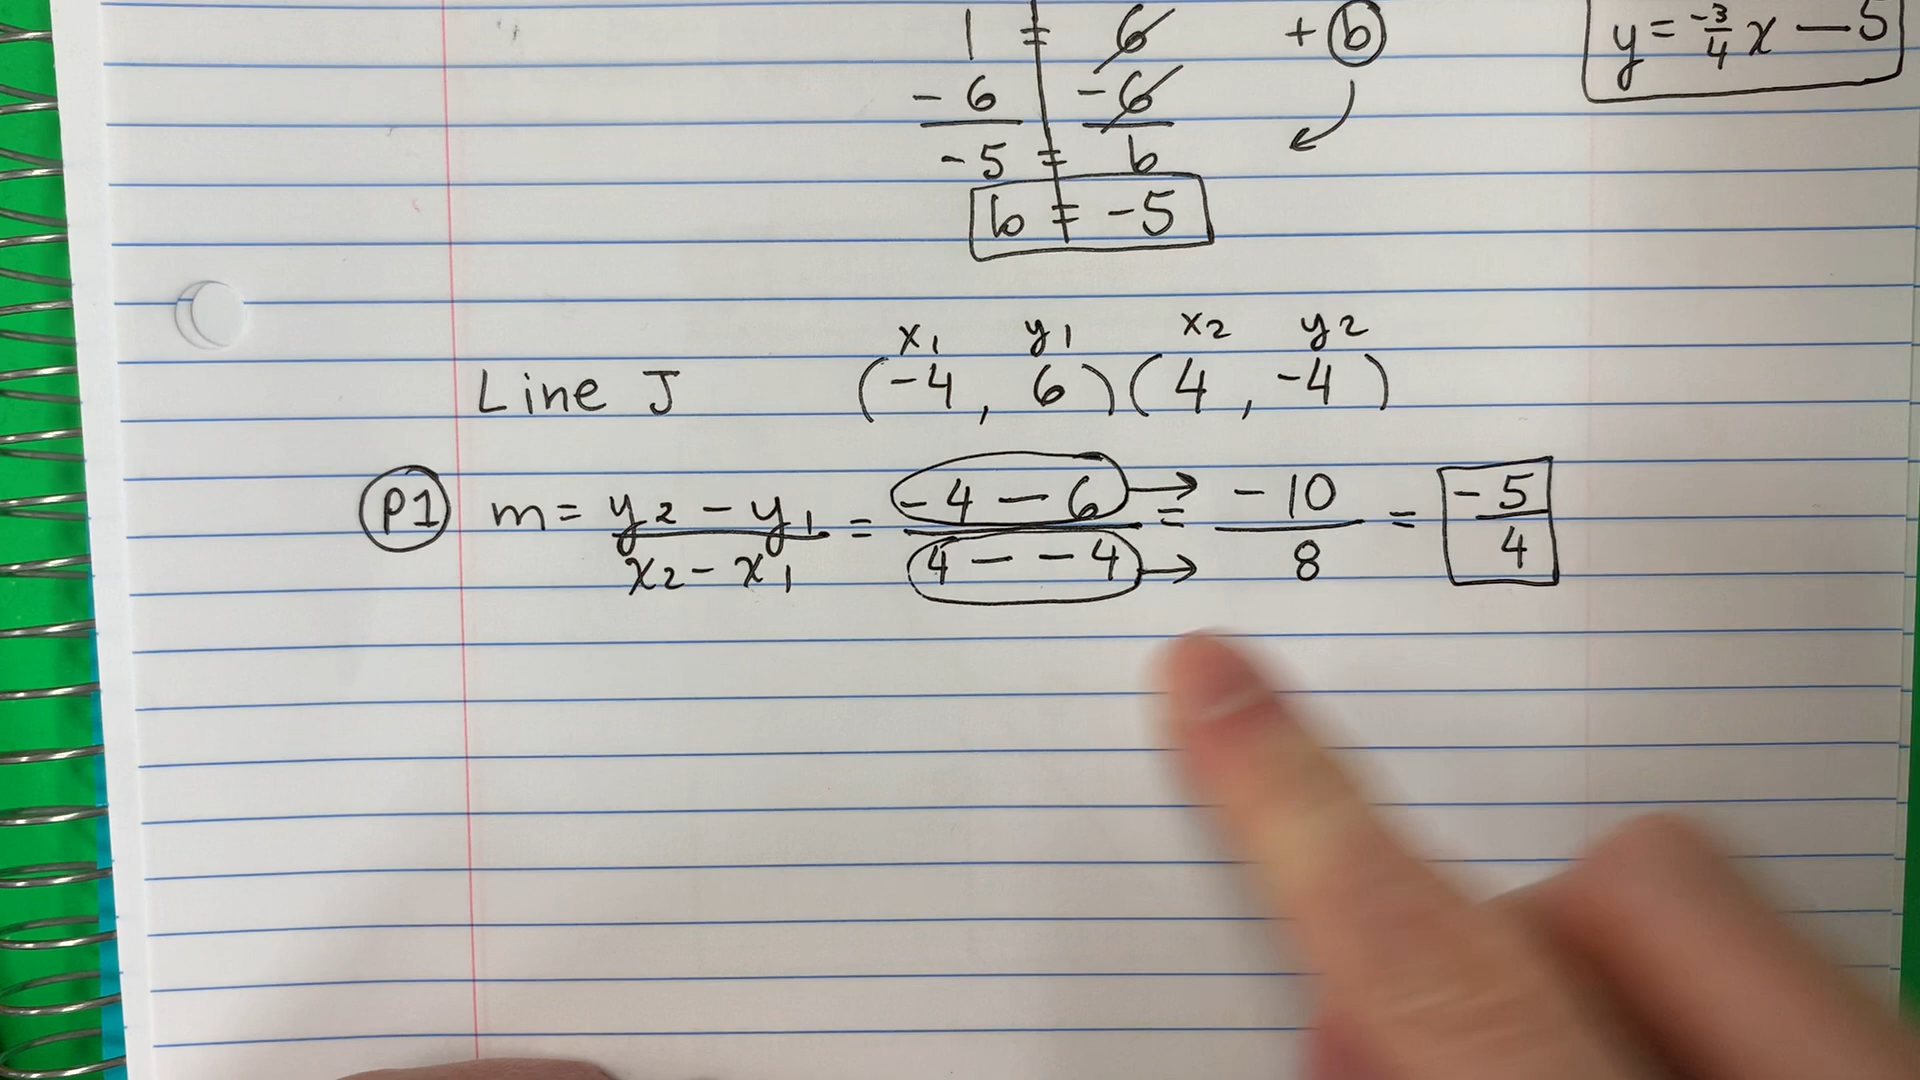 1 = 6 + b
y = -3/4 x - 5
- 6 - 6
- 5 = b
b = -5
x1 y1 x2 y2
Line J (-4, 6) (4, -4)
P1 m = y2 - y1 / x2 - x1 = -4 - 6 / 4 - - 4 → → = -10 / 8 = -5 / 4